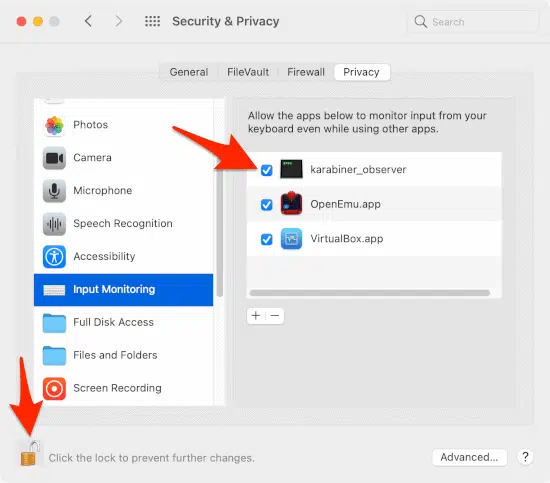 Security & Privacy
Search
General
FileVault
Firewall
Privacy
Photos
Camera
Microphone
Speech Recognition
Accessibility
Input Monitoring
Full Disk Access
Files and Folders
Screen Recording
Allow the apps below to monitor input from your
keyboard even while using other apps.
karabiner_observer
OpenEmu.app
VirtualBox.app
+ −
Click the lock to prevent further changes.
Advanced...
?